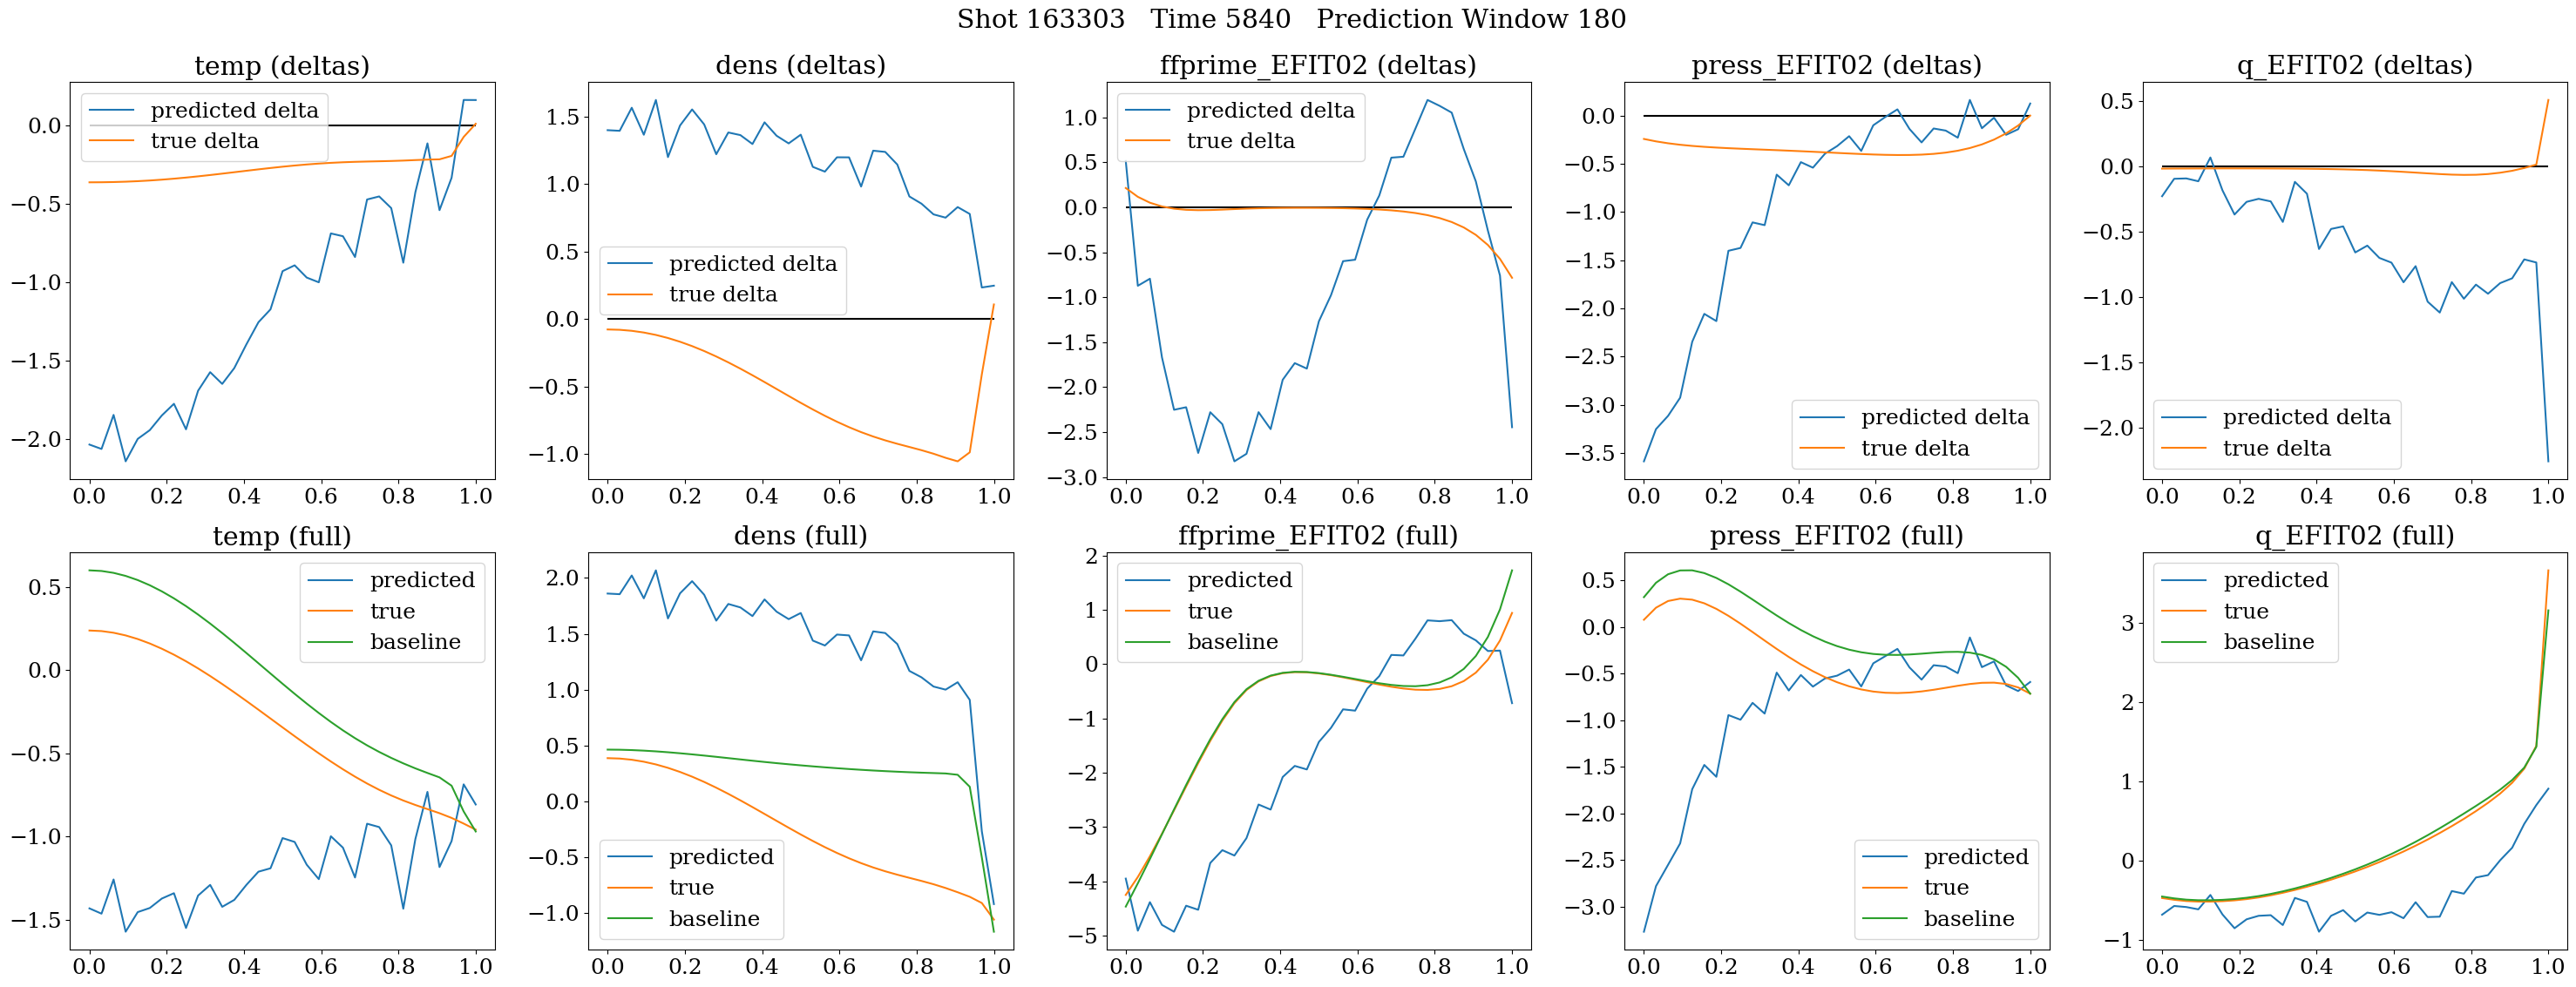 Shot 163303   Time 5840   Prediction Window 180
temp (deltas)
0.0
−0.5
−1.0
−1.5
−2.0
0.0 0.2 0.4 0.6 0.8 1.0
predicted delta
true delta
dens (deltas)
1.5
1.0
0.5
0.0
−0.5
−1.0
0.0 0.2 0.4 0.6 0.8 1.0
predicted delta
true delta
ffprime_EFIT02 (deltas)
1.0
0.5
0.0
−0.5
−1.0
−1.5
−2.0
−2.5
−3.0
0.0 0.2 0.4 0.6 0.8 1.0
predicted delta
true delta
press_EFIT02 (deltas)
0.0
−0.5
−1.0
−1.5
−2.0
−2.5
−3.0
−3.5
0.0 0.2 0.4 0.6 0.8 1.0
predicted delta
true delta
q_EFIT02 (deltas)
0.5
0.0
−0.5
−1.0
−1.5
−2.0
0.0 0.2 0.4 0.6 0.8 1.0
predicted delta
true delta
temp (full)
0.5
0.0
−0.5
−1.0
−1.5
0.0 0.2 0.4 0.6 0.8 1.0
predicted
true
baseline
dens (full)
2.0
1.5
1.0
0.5
0.0
−0.5
−1.0
0.0 0.2 0.4 0.6 0.8 1.0
predicted
true
baseline
ffprime_EFIT02 (full)
2
1
0
−1
−2
−3
−4
−5
0.0 0.2 0.4 0.6 0.8 1.0
predicted
true
baseline
press_EFIT02 (full)
0.5
0.0
−0.5
−1.0
−1.5
−2.0
−2.5
−3.0
0.0 0.2 0.4 0.6 0.8 1.0
predicted
true
baseline
q_EFIT02 (full)
3
2
1
0
−1
0.0 0.2 0.4 0.6 0.8 1.0
predicted
true
baseline